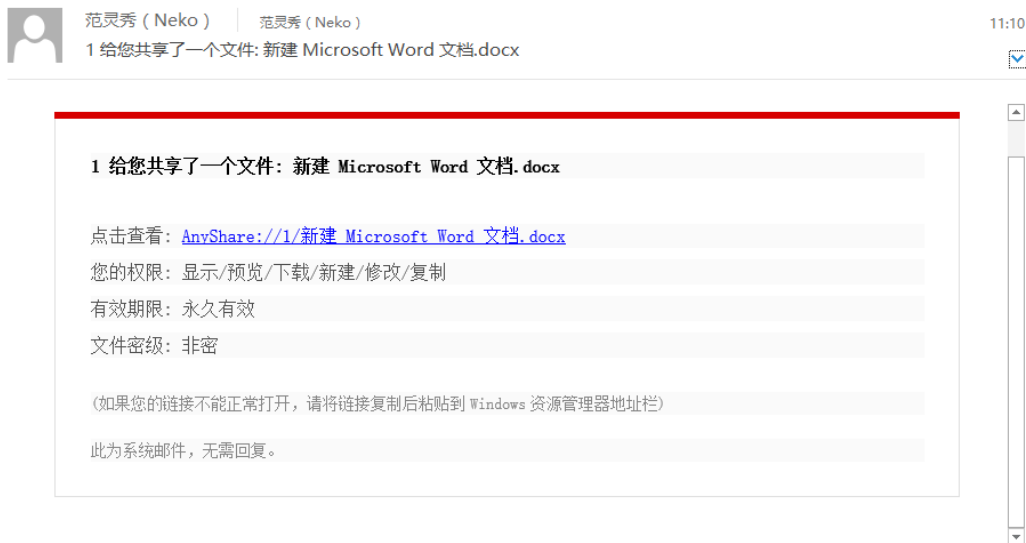 范灵秀（Neko） 范灵秀（Neko）
11:10
1 给您共享了一个文件: 新建 Microsoft Word 文档.docx
1 给您共享了一个文件: 新建 Microsoft Word 文档.docx
点击查看: AnyShare://1/新建 Microsoft Word 文档.docx
您的权限: 显示/预览/下载/新建/修改/复制
有效期限: 永久有效
文件密级: 非密
(如果您的链接不能正常打开，请将链接复制后粘贴到 Windows 资源管理器地址栏)
此为系统邮件，无需回复。